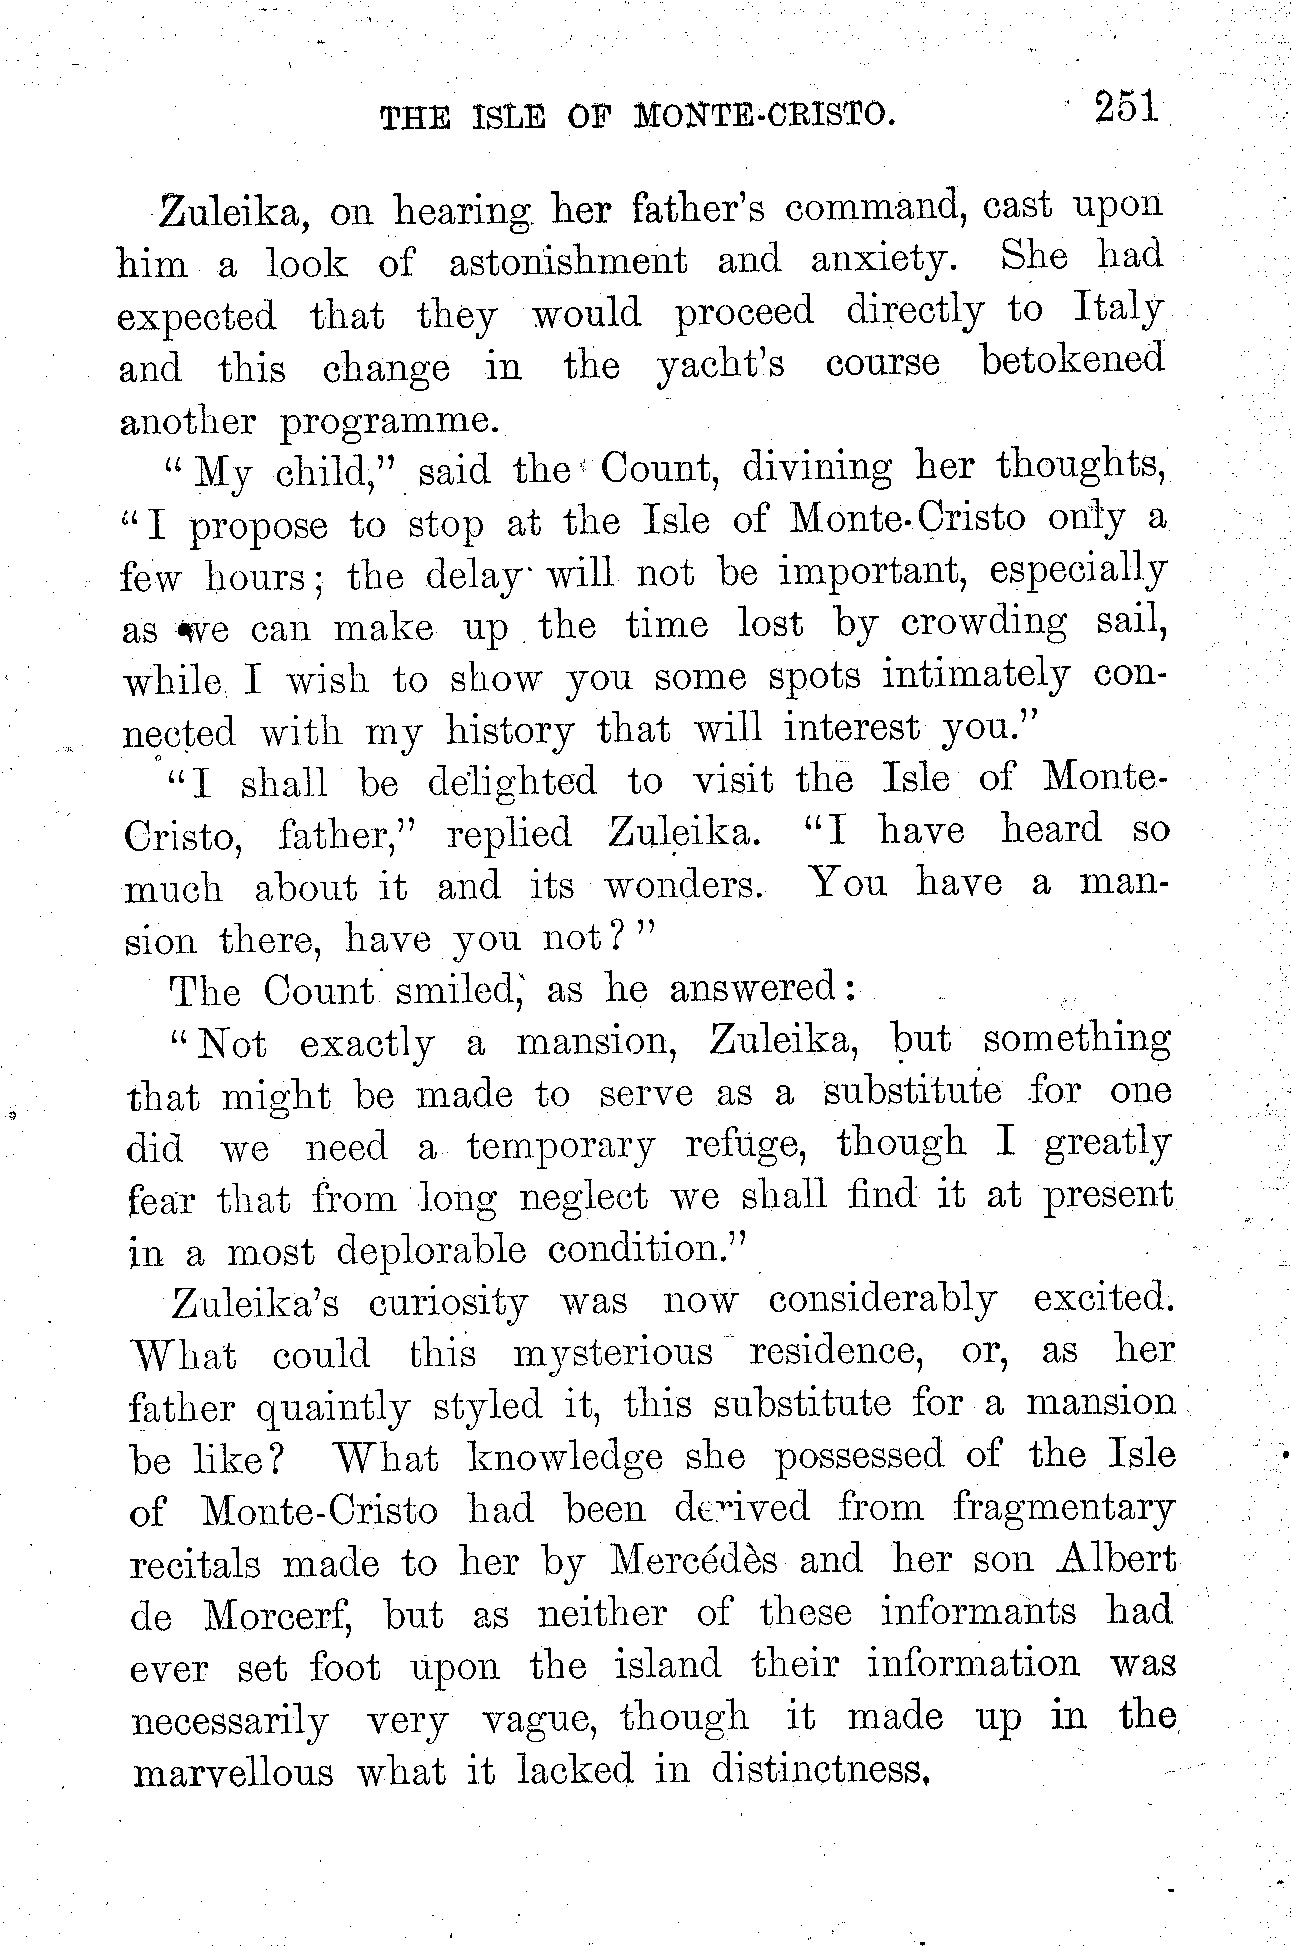 THE ISLE OF MONTE-CRISTO. 251
Zuleika, on hearing her father's command, cast upon
him a look of astonishment and anxiety. She had
expected that they would proceed directly to Italy
and this change in the yacht's course betokened
another programme.
"My child," said the Count, divining her thoughts,
"I propose to stop at the Isle of Monte-Cristo only a
few hours; the delay will not be important, especially
as we can make up the time lost by crowding sail,
while I wish to show you some spots intimately con-
nected with my history that will interest you."
"I shall be delighted to visit the Isle of Monte-
Cristo, father," replied Zuleika. "I have heard so
much about it and its wonders. You have a man-
sion there, have you not?"
The Count smiled, as he answered:
"Not exactly a mansion, Zuleika, but something
that might be made to serve as a substitute for one
did we need a temporary refuge, though I greatly
fear that from long neglect we shall find it at present
in a most deplorable condition."
Zuleika's curiosity was now considerably excited.
What could this mysterious residence, or, as her
father quaintly styled it, this substitute for a mansion
be like? What knowledge she possessed of the Isle
of Monte-Cristo had been derived from fragmentary
recitals made to her by Mercédès and her son Albert
de Morcerf, but as neither of these informants had
ever set foot upon the island their information was
necessarily very vague, though it made up in the
marvellous what it lacked in distinctness.